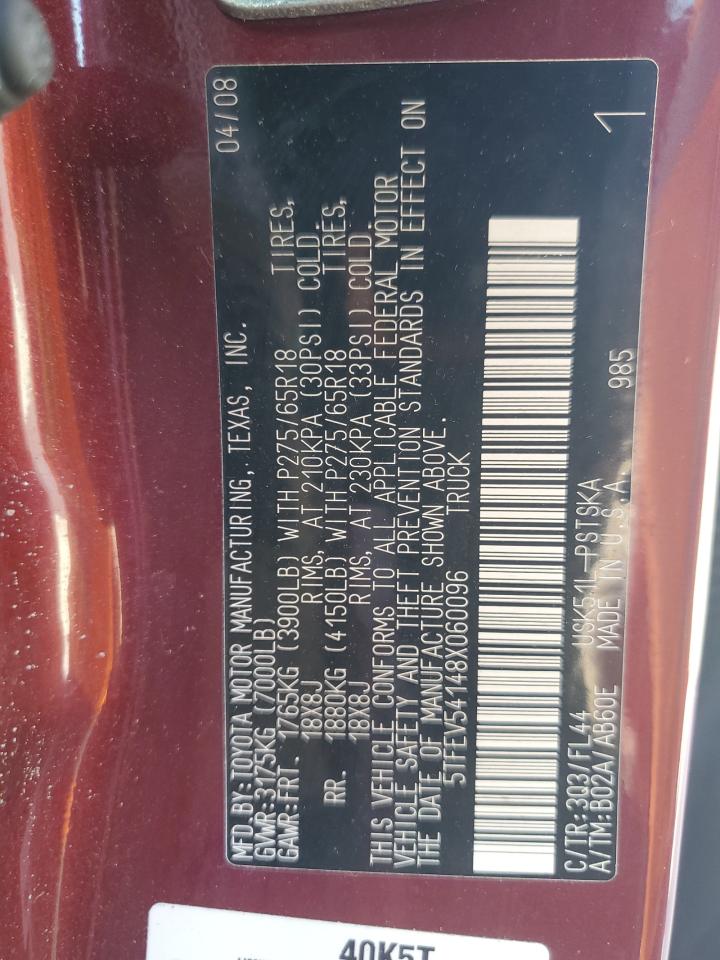 MFD.BY:TOYOTA MOTOR MANUFACTURING, TEXAS, INC. 04/08
GVWR:3175KG (7000LB)
GAWR:FRT. 1765KG (3900LB) WITH P275/65R18 TIRES,
18X8J RIMS, AT 210KPA (30PSI) COLD.
RR. 1880KG (4150LB) WITH P275/65R18 TIRES,
18X8J RIMS, AT 230KPA (33PSI) COLD.
THIS VEHICLE CONFORMS TO ALL APPLICABLE FEDERAL MOTOR
VEHICLE SAFETY AND THEFT PREVENTION STANDARDS IN EFFECT ON
THE DATE OF MANUFACTURE SHOWN ABOVE.
5TFEV54148X060096 TRUCK
C/TR:3Q3/FL44 USK51L-PSTSKA 985 1
A/TM:B02A/AB60E MADE IN U.S.A.
40K5T